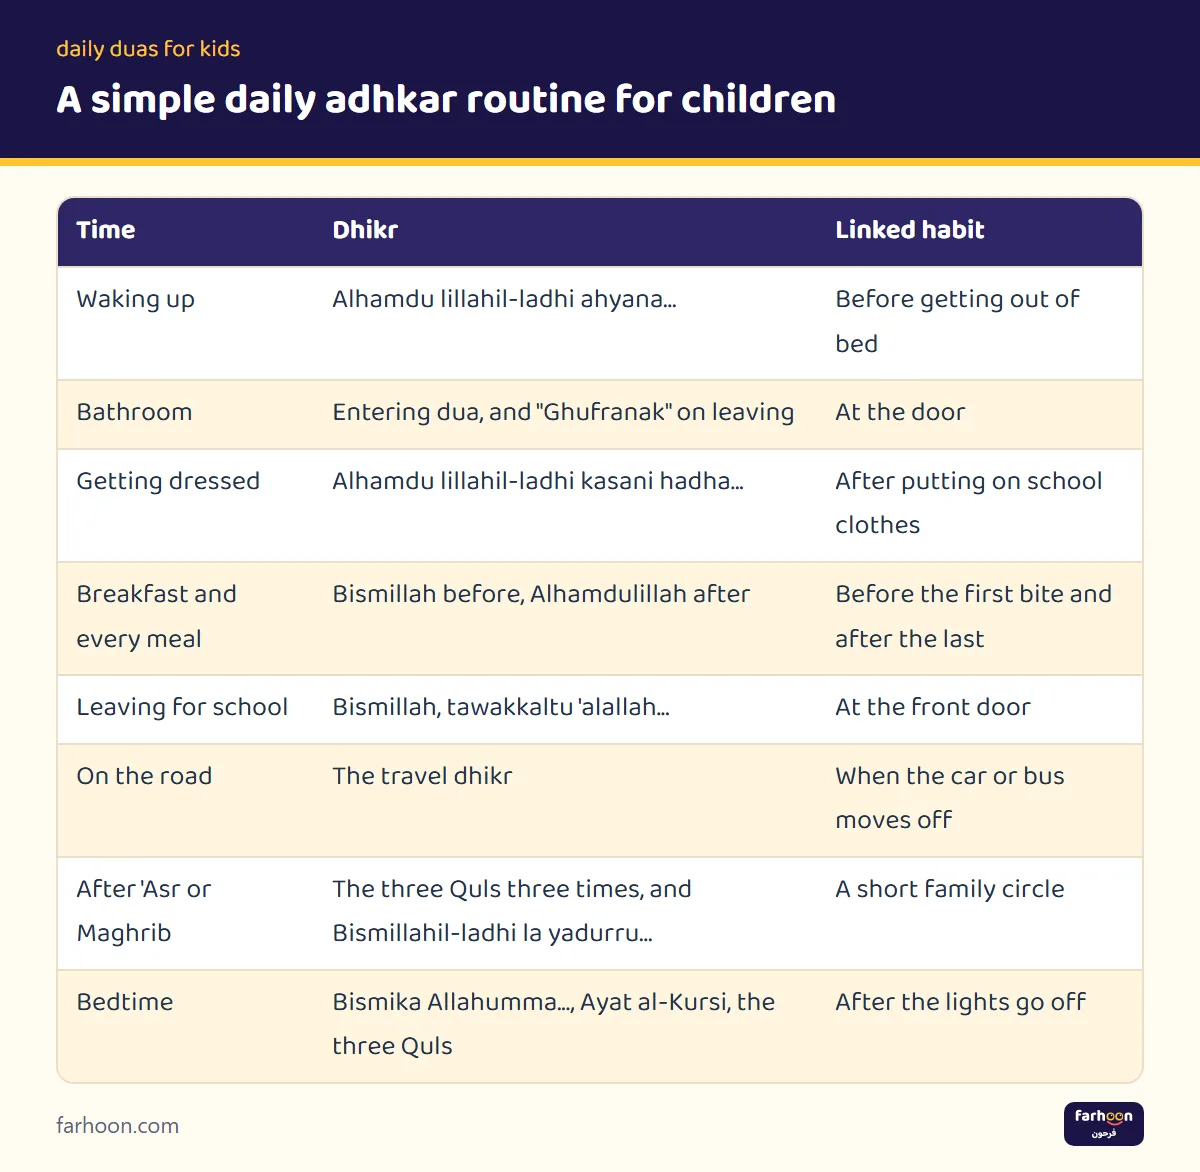 daily duas for kids
A simple daily adhkar routine for children
Time Dhikr Linked habit
Waking up Alhamdu lillahil-ladhi ahyana... Before getting out of
bed
Bathroom Entering dua, and "Ghufranak" on leaving At the door
Getting dressed Alhamdu lillahil-ladhi kasani hadha... After putting on school
clothes
Breakfast and Bismillah before, Alhamdulillah after Before the first bite and
every meal after the last
Leaving for school Bismillah, tawakkaltu 'alallah... At the front door
On the road The travel dhikr When the car or bus
moves off
After 'Asr or The three Quls three times, and A short family circle
Maghrib Bismillahil-ladhi la yadurru...
Bedtime Bismika Allahumma..., Ayat al-Kursi, the After the lights go off
three Quls
farhoon.com farhoon
فرحون